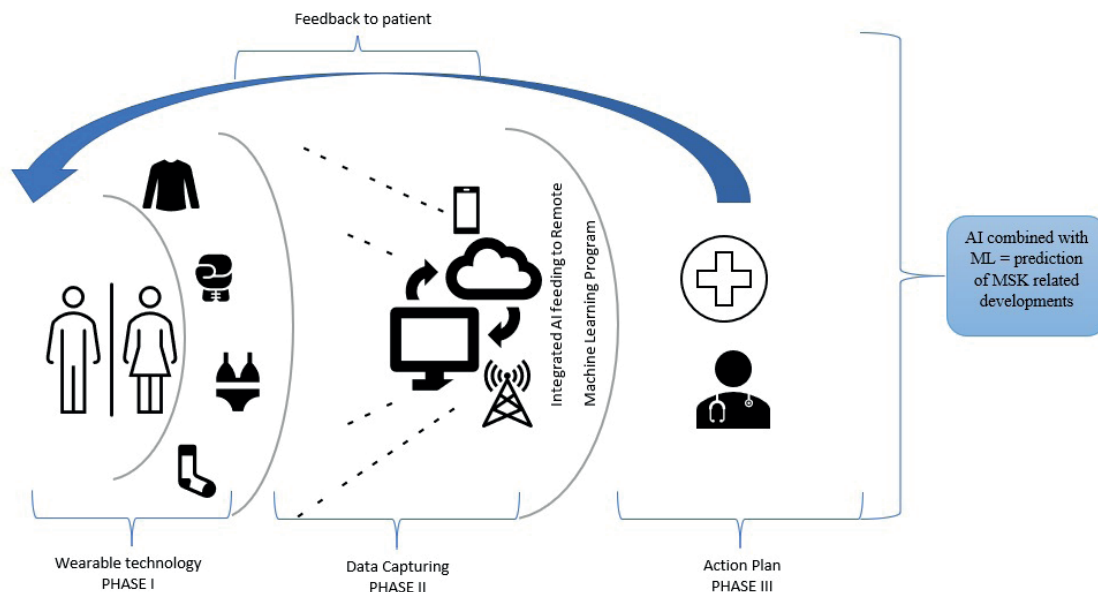 Feedback to patient
Integrated AI feeding to Remote
Machine Learning Program
AI combined with
ML = prediction
of MSK related
developments
Wearable technology
PHASE I
Data Capturing
PHASE II
Action Plan
PHASE III